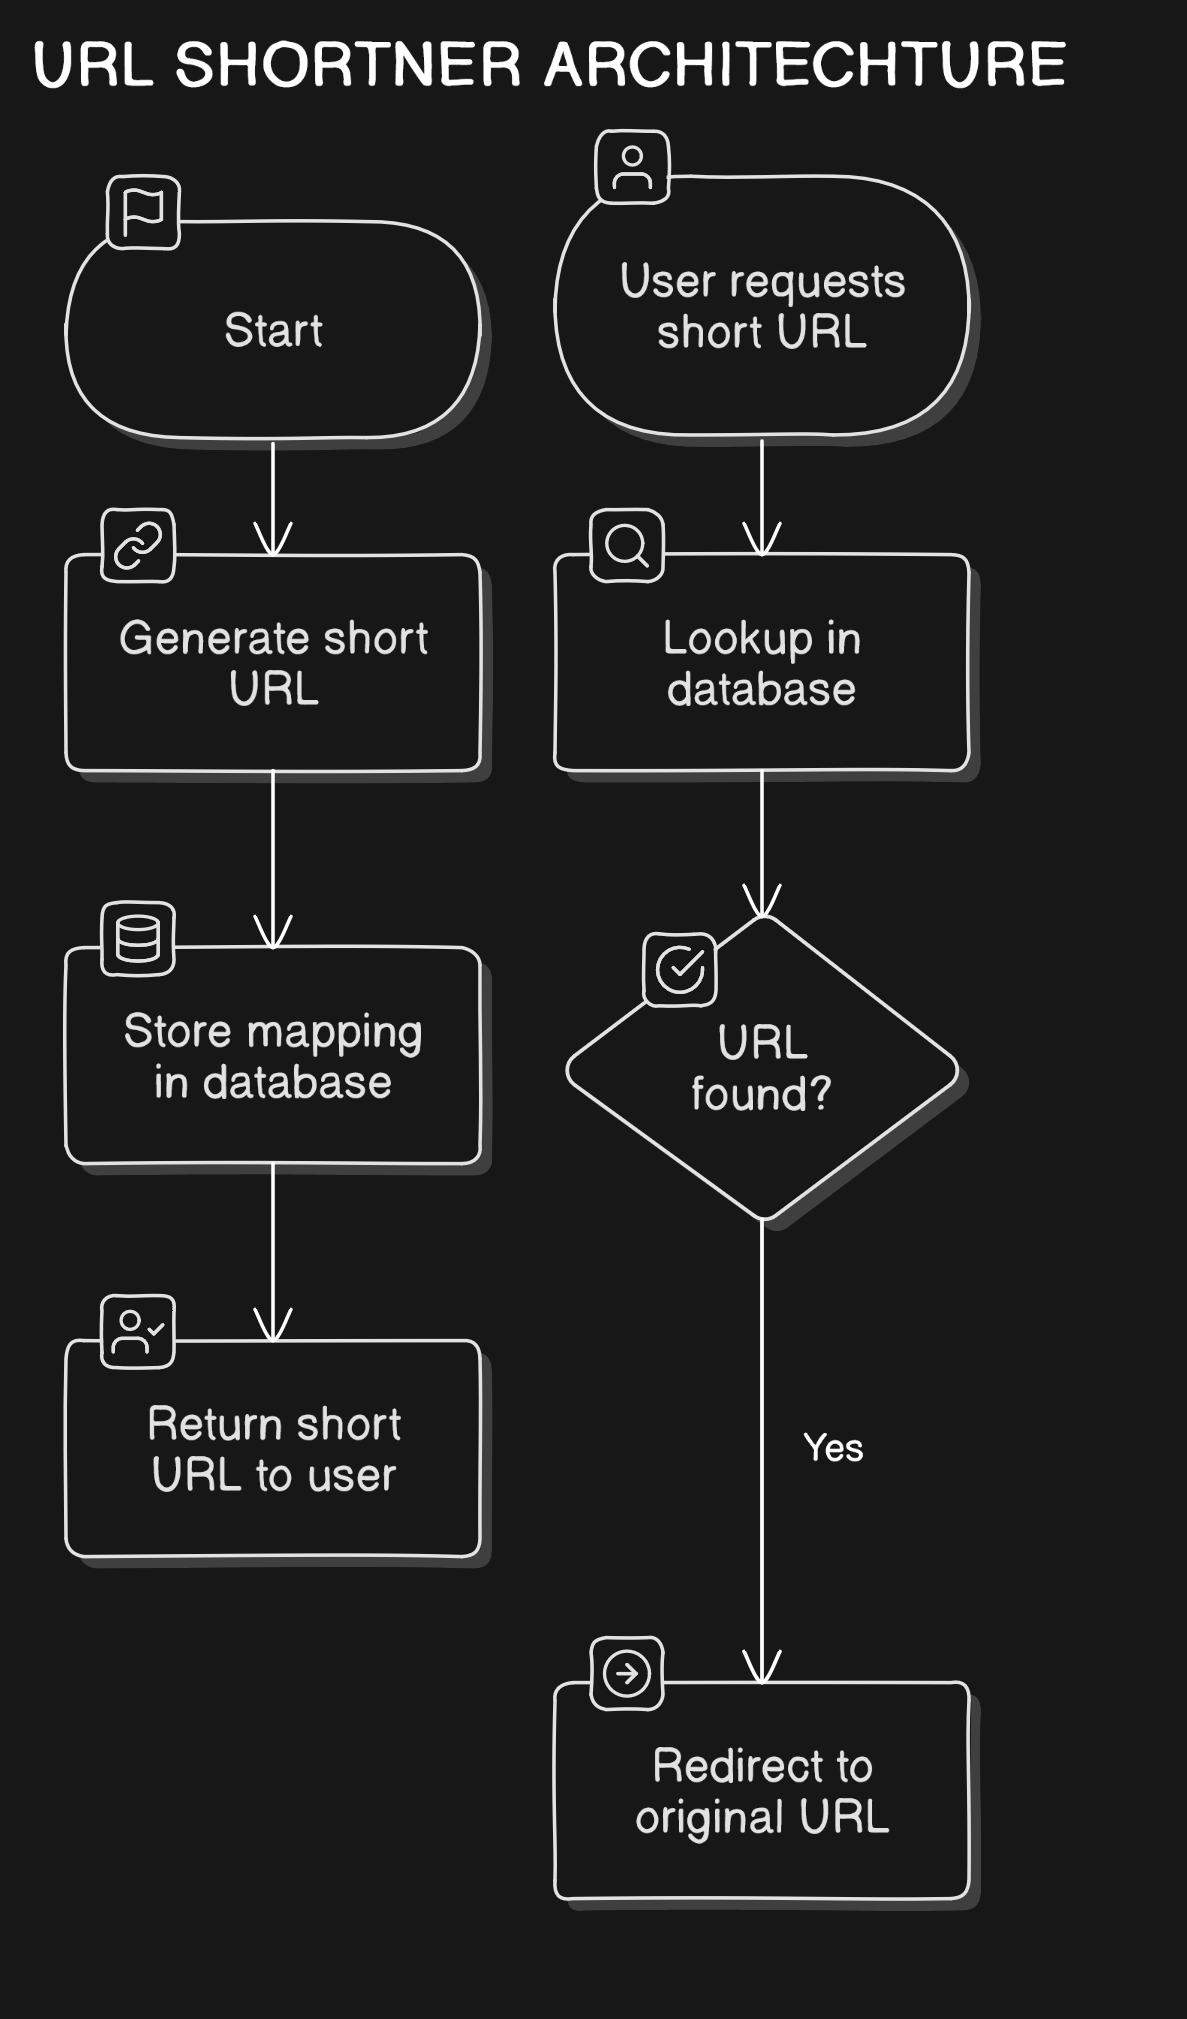 URL SHORTNER ARCHITECHTURE
Start
Generate short
URL
Store mapping
in database
Return short
URL to user
User requests
short URL
Lookup in
database
URL
found?
Yes
Redirect to
original URL